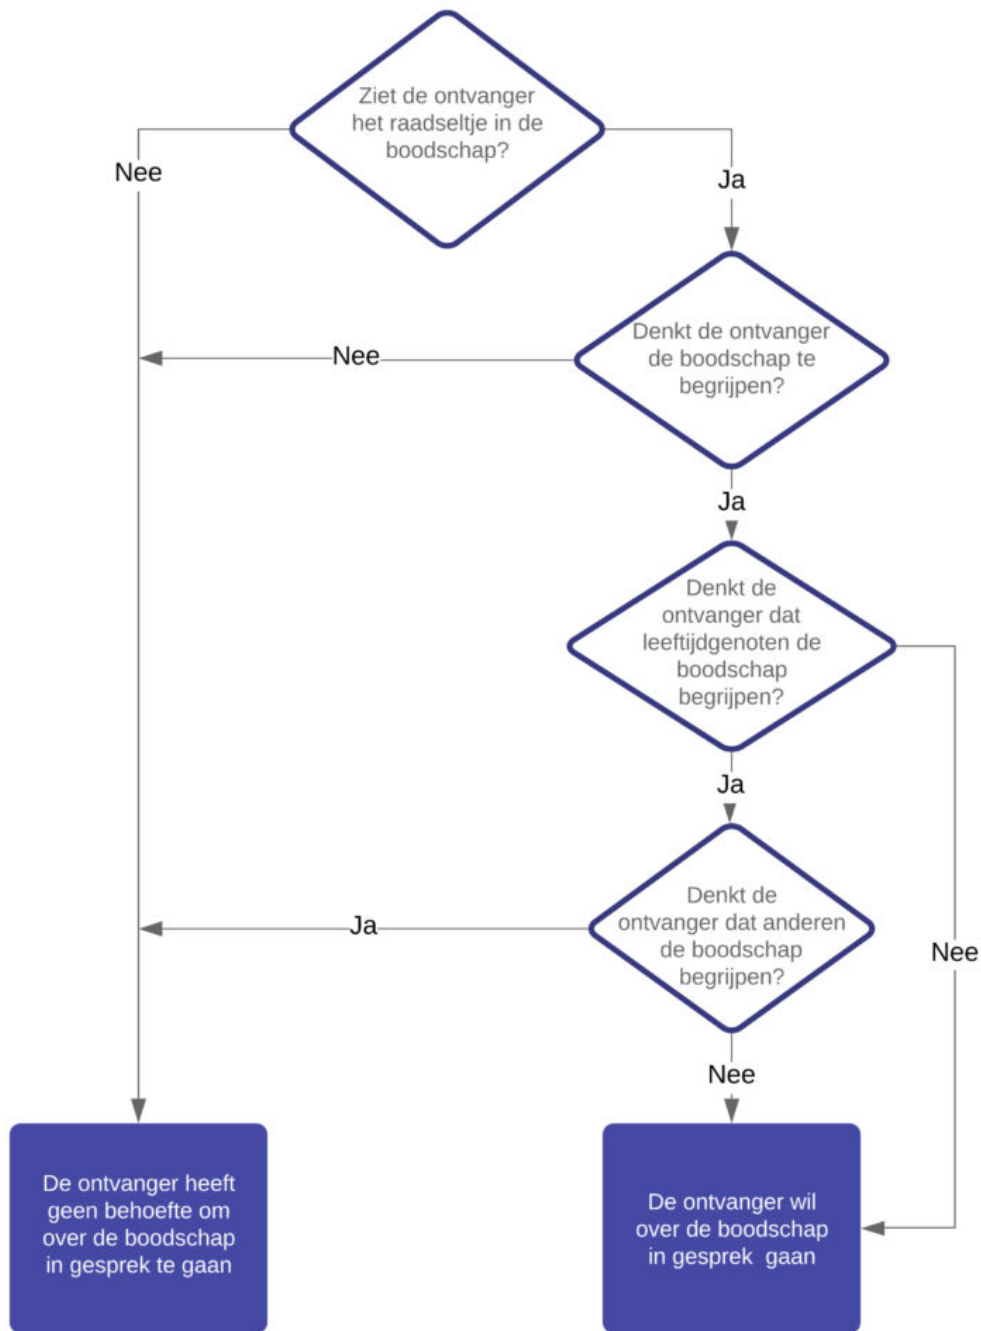 Ziet de ontvanger
het raadseltje in de
boodschap?
Nee
Ja
Denkt de ontvanger
de boodschap te
begrijpen?
Nee
Ja
Denkt de
ontvanger dat
leeftijdgenoten de
boodschap
begrijpen?
Ja
Denkt de
ontvanger dat anderen
de boodschap
begrijpen?
Ja
Nee
Nee
De ontvanger heeft
geen behoefte om
over de boodschap
in gesprek te gaan
De ontvanger wil
over de boodschap
in gesprek gaan